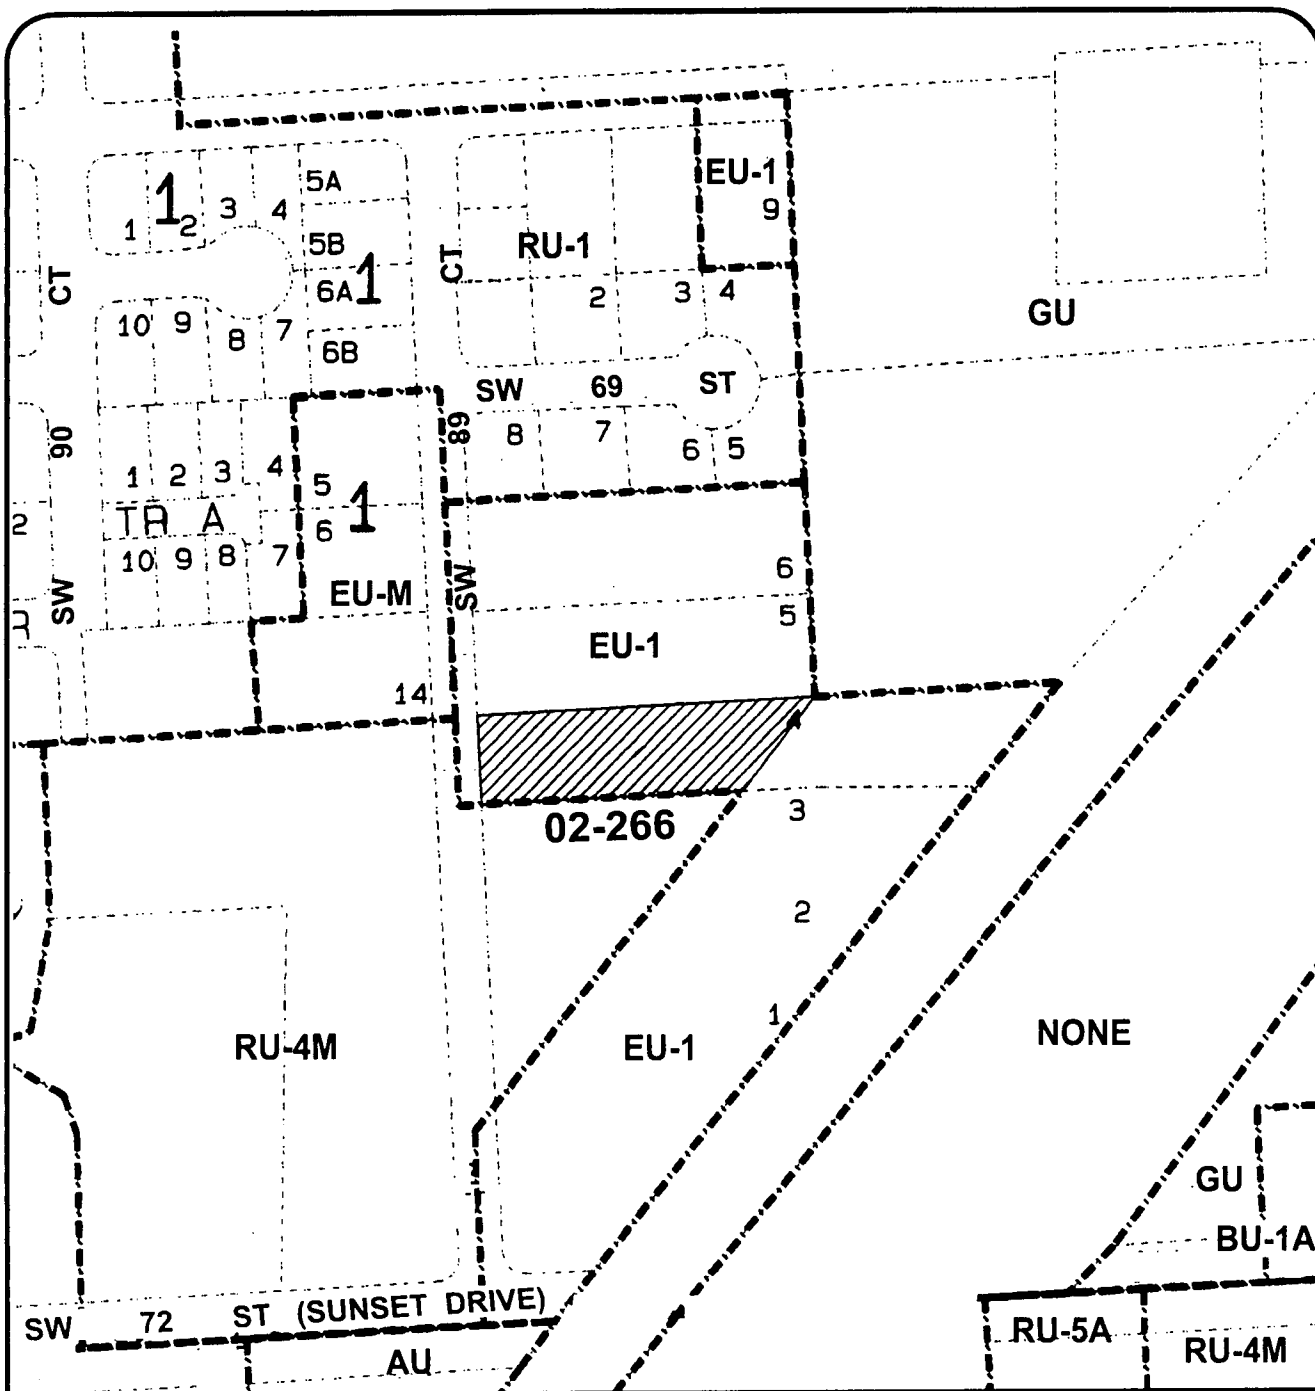 5A
EU-1
1
1 2 3 4
9
5B
RU-1
CT
CT
6A 1
2 3 4
10 9 8 7
GU
6B
SW 69 ST
90
89
8 7 6 5
1 2 3 4
5
1
2
TR A
6
10 9 8 7
6
EU-M
SW
SW
5
EU-1
14
02-266
3
2
1
RU-4M
EU-1
NONE
GU
BU-1A
SW 72 ST (SUNSET DRIVE)
RU-5A
AU
RU-4M